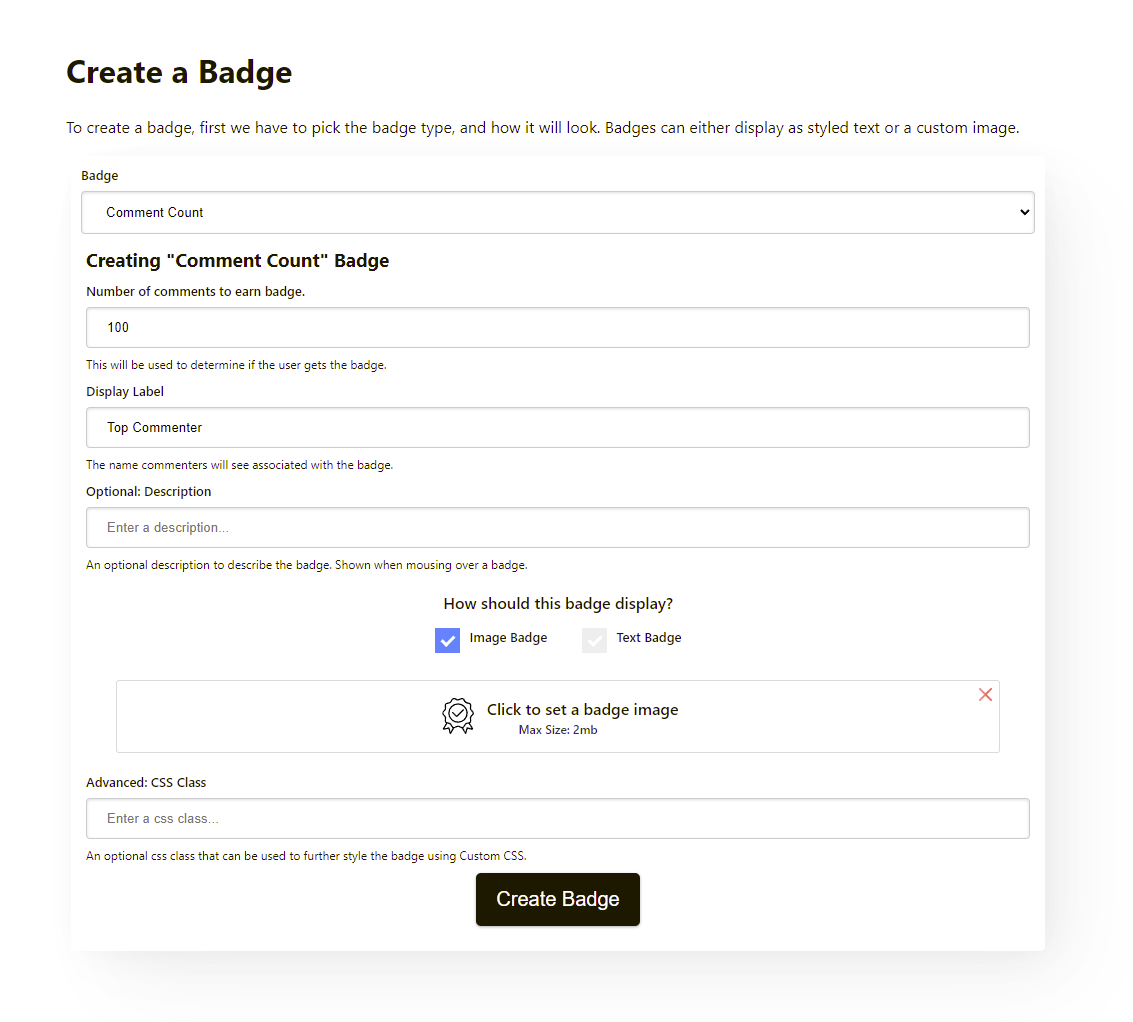 Create a Badge
To create a badge, first we have to pick the badge type, and how it will look. Badges can either display as styled text or a custom image.
Badge
Comment Count
Creating "Comment Count" Badge
Number of comments to earn badge.
100
This will be used to determine if the user gets the badge.
Display Label
Top Commenter
The name commenters will see associated with the badge.
Optional: Description
Enter a description...
An optional description to describe the badge. Shown when mousing over a badge.
How should this badge display?
Image Badge Text Badge
Click to set a badge image
Max Size: 2mb
Advanced: CSS Class
Enter a css class...
An optional css class that can be used to further style the badge using Custom CSS.
Create Badge